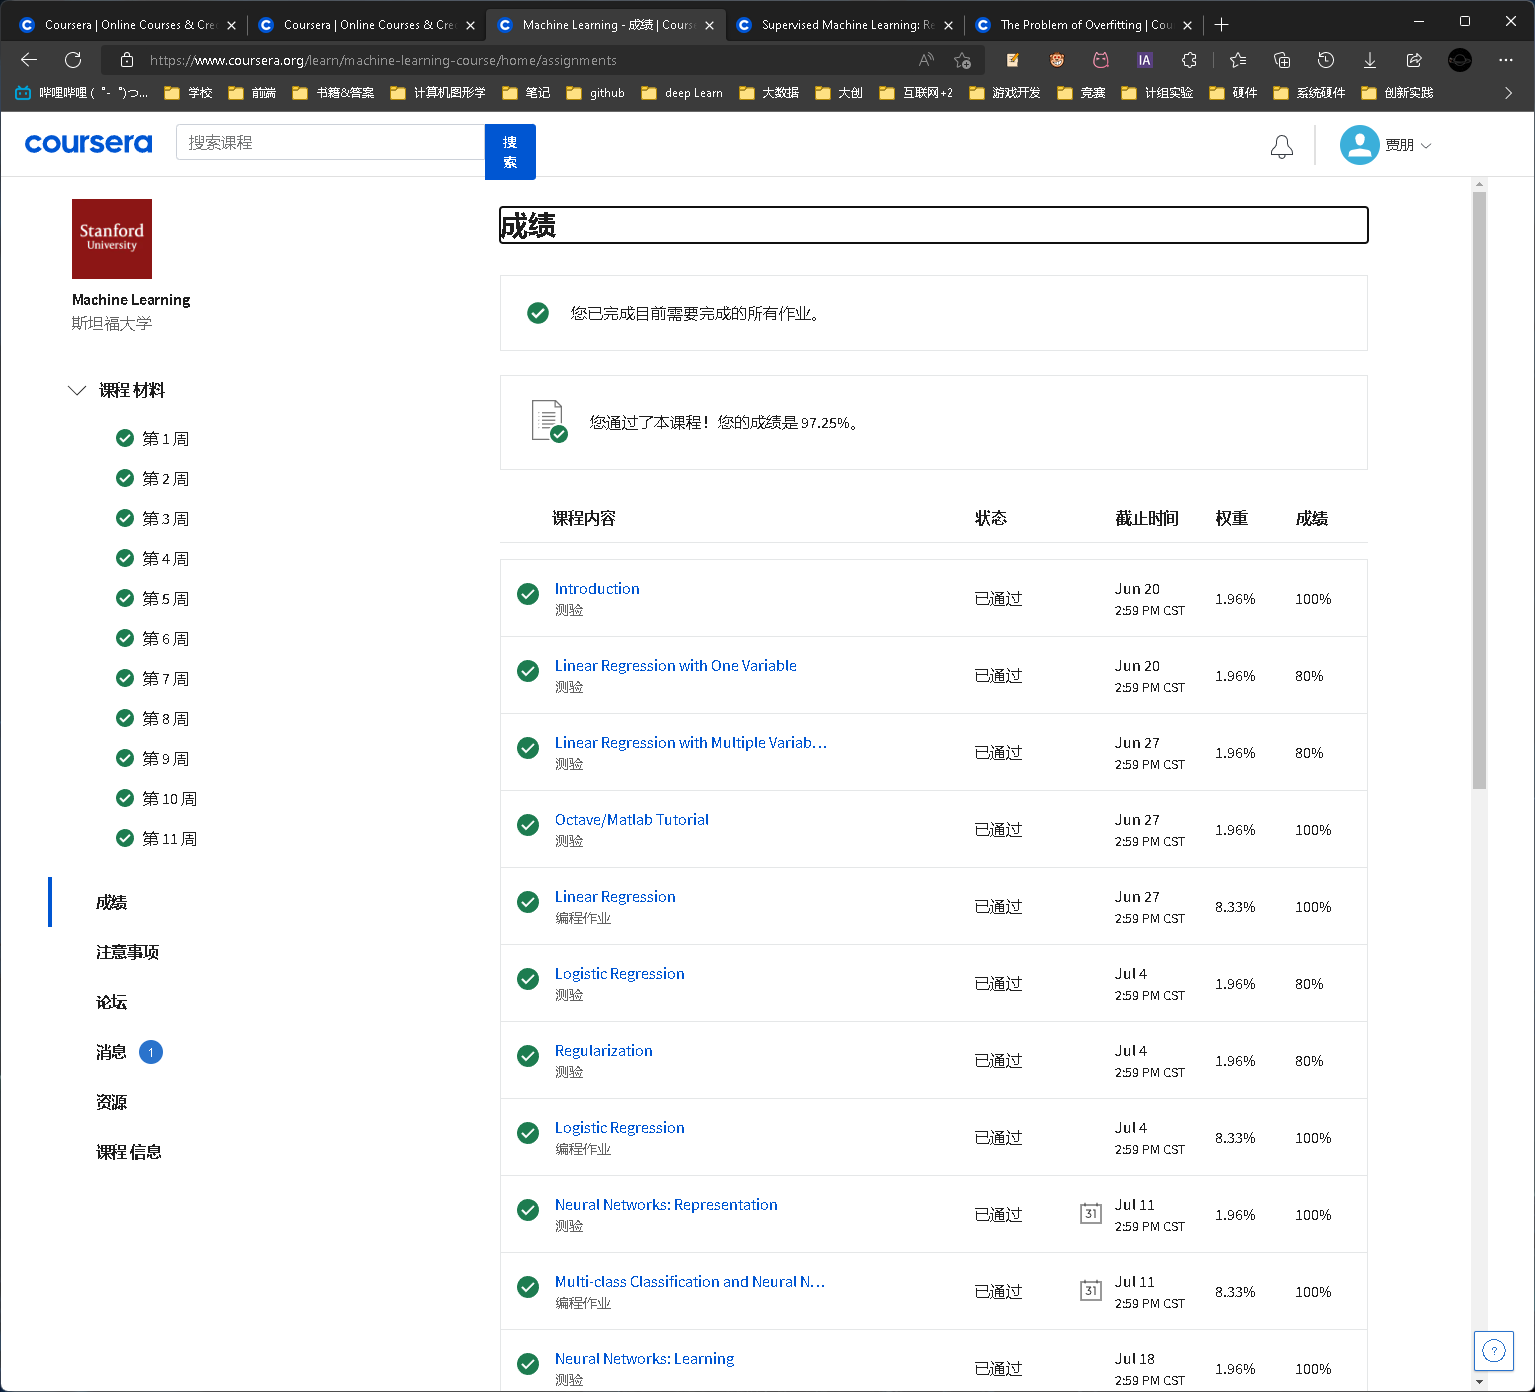 Coursera | Online Courses & Cre
Coursera | Online Courses & Cre
Machine Learning - 成绩 | Cours
Supervised Machine Learning: Re
The Problem of Overfitting | Cou
https://www.coursera.org/learn/machine-learning-course/home/assignments
哔哩哔哩 ( ゜- ゜)つ...
学校
前端
书籍&答案
计算机图形学
笔记
github
deep Learn
大数据
大创
互联网+2
游戏开发
竞赛
计组实验
硬件
系统硬件
创新实践
coursera
搜索课程
搜
索
贾朋
Stanford
University
Machine Learning
斯坦福大学
课程材料
第 1 周
第 2 周
第 3 周
第 4 周
第 5 周
第 6 周
第 7 周
第 8 周
第 9 周
第 10 周
第 11 周
成绩
注意事项
论坛
消息 1
资源
课程信息
成绩
您已完成目前需要完成的所有作业。
您通过了本课程！您的成绩是 97.25%。
课程内容 状态 截止时间 权重 成绩
Introduction
测验
已通过
Jun 20
2:59 PM CST
1.96%
100%
Linear Regression with One Variable
测验
已通过
Jun 20
2:59 PM CST
1.96%
80%
Linear Regression with Multiple Variab...
测验
已通过
Jun 27
2:59 PM CST
1.96%
80%
Octave/Matlab Tutorial
测验
已通过
Jun 27
2:59 PM CST
1.96%
100%
Linear Regression
编程作业
已通过
Jun 27
2:59 PM CST
8.33%
100%
Logistic Regression
测验
已通过
Jul 4
2:59 PM CST
1.96%
80%
Regularization
测验
已通过
Jul 4
2:59 PM CST
1.96%
80%
Logistic Regression
编程作业
已通过
Jul 4
2:59 PM CST
8.33%
100%
Neural Networks: Representation
测验
已通过
31
Jul 11
2:59 PM CST
1.96%
100%
Multi-class Classification and Neural N...
编程作业
已通过
31
Jul 11
2:59 PM CST
8.33%
100%
Neural Networks: Learning
测验
已通过
Jul 18
2:59 PM CST
1.96%
100%